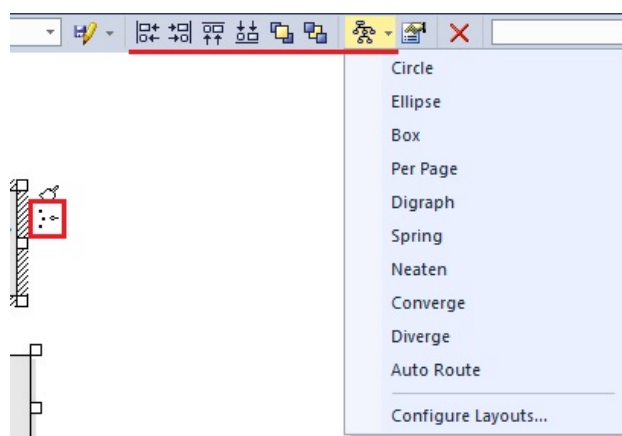 Circle
Ellipse
Box
Per Page
Digraph
Spring
Neaten
Converge
Diverge
Auto Route
Configure Layouts...